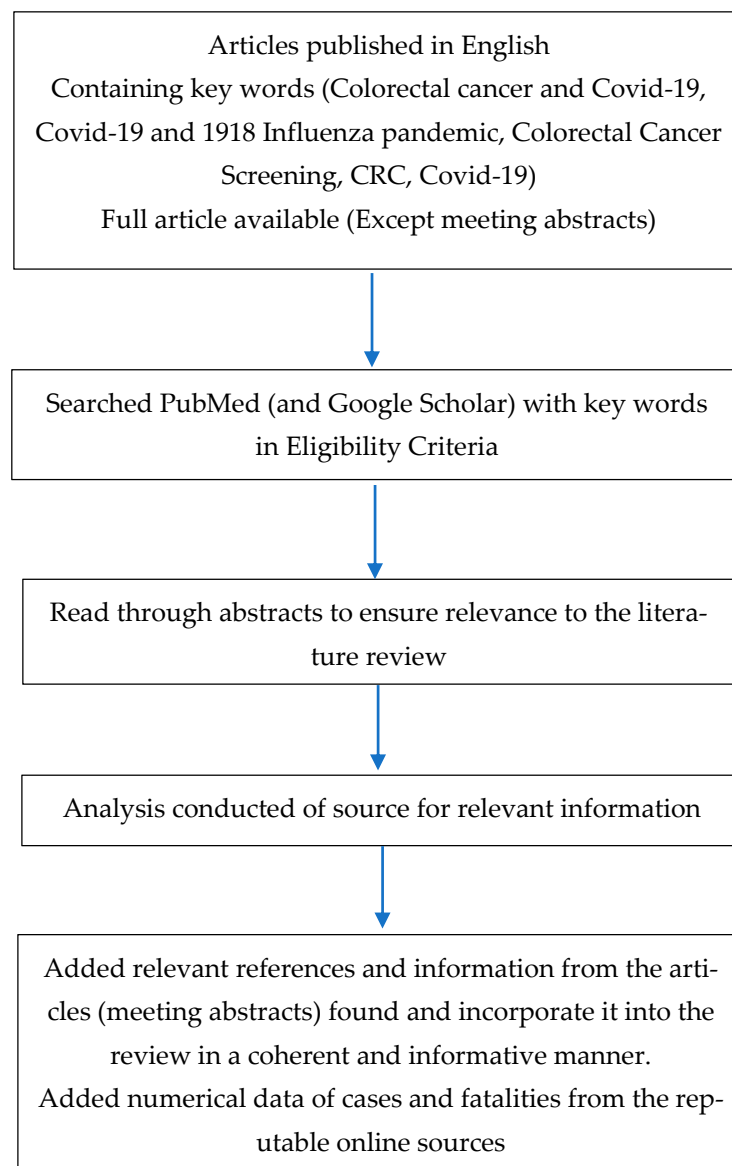 Articles published in English
Containing key words (Colorectal cancer and Covid-19,
Covid-19 and 1918 Influenza pandemic, Colorectal Cancer
Screening, CRC, Covid-19)
Full article available (Except meeting abstracts)
Searched PubMed (and Google Scholar) with key words
in Eligibility Criteria
Read through abstracts to ensure relevance to the litera-
ture review
Analysis conducted of source for relevant information
Added relevant references and information from the arti-
cles (meeting abstracts) found and incorporate it into the
review in a coherent and informative manner.
Added numerical data of cases and fatalities from the rep-
utable online sources